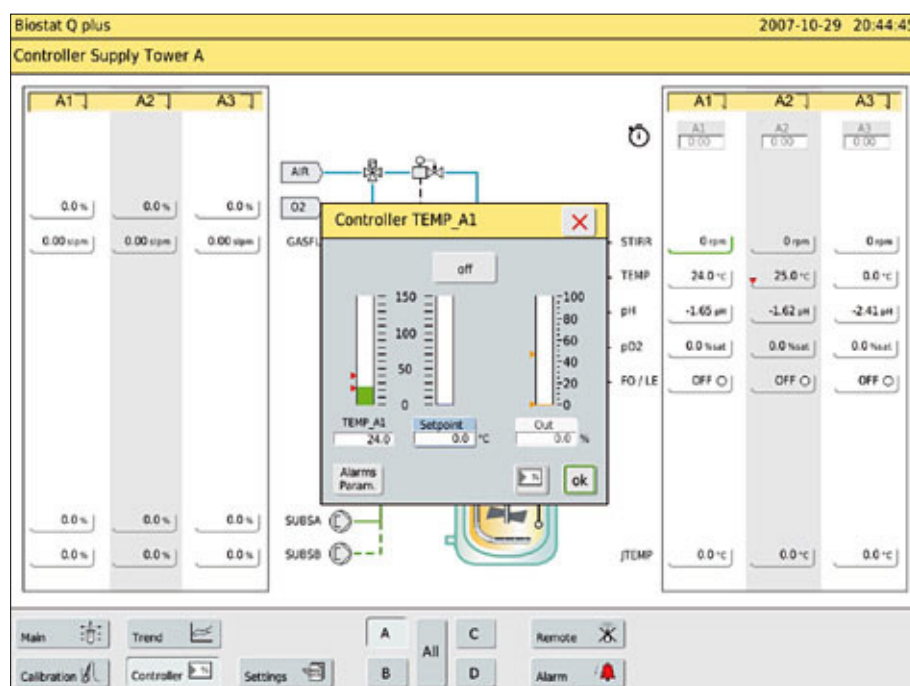 Biostat Q plus 2007-10-29 20:44:45
Controller Supply Tower A
A1 A2 A3
A1 A2 A3
A1 A2 A3
0:00 0:00 0:00
AIR
0.0 % 0.0 % 0.0 %
O2
0.00 slpm 0.00 slpm 0.00 slpm
GASFL
Controller TEMP_A1
off
150
100
50
0
100
80
60
40
20
0
TEMP_A1 Setpoint Out
24.0 0.0 °C 0.0 %
Alarms
Param.
ok
STIRR 0 rpm 0 rpm 0 rpm
TEMP 24.0 °C 25.0 °C 0.0 °C
pH -1.65 pH -1.62 pH -2.41 pH
pO2 0.0 %sat 0.0 %sat 0.0 %sat
FO / LE OFF OFF OFF
0.0 % 0.0 % 0.0 % SUBSA
0.0 % 0.0 % 0.0 % SUBSB
JTEMP 0.0 °C 0.0 °C 0.0 °C
Main Trend A All C Remote
Calibration Controller Settings B D Alarm